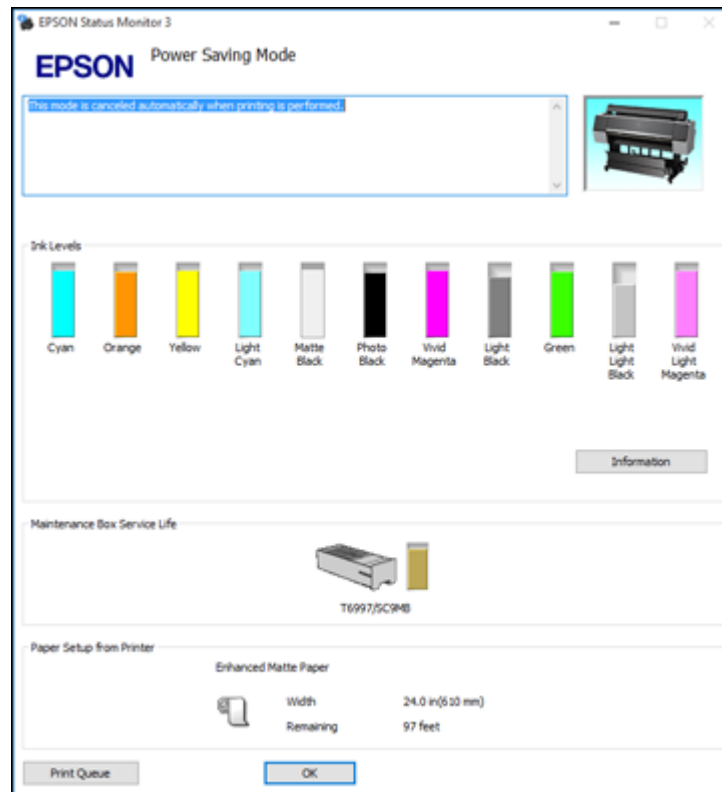 EPSON Status Monitor 3
EPSON
Power Saving Mode
This mode is canceled automatically when printing is performed.
Ink Levels
Cyan
Orange
Yellow
Light
Cyan
Matte
Black
Photo
Black
Vivid
Magenta
Light
Black
Green
Light
Light
Black
Vivid
Light
Magenta
Information
Maintenance Box Service Life
T6997/SC9MB
Paper Setup from Printer
Enhanced Matte Paper
Width 24.0 in(610 mm)
Remaining 97 feet
Print Queue
OK